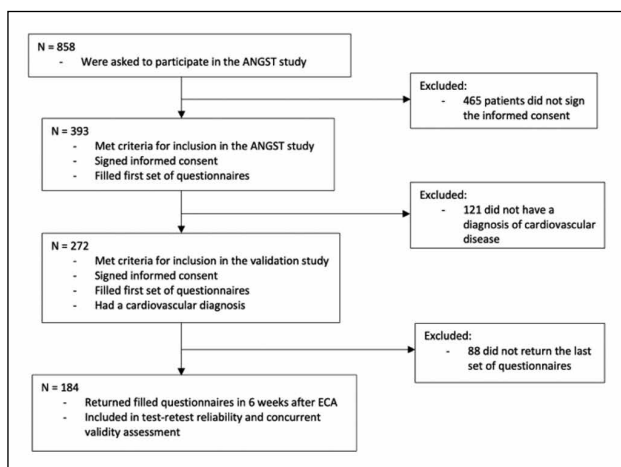 N = 858
- Were asked to participate in the ANGST study
Excluded:
- 465 patients did not sign
the informed consent
N = 393
- Met criteria for inclusion in the ANGST study
- Signed informed consent
- Filled first set of questionnaires
Excluded:
- 121 did not have a
diagnosis of cardiovascular
disease
N = 272
- Met criteria for inclusion in the validation study
- Signed informed consent
- Filled first set of questionnaires
- Had a cardiovascular diagnosis
Excluded:
- 88 did not return the last
set of questionnaires
N = 184
- Returned filled questionnaires in 6 weeks after ECA
- Included in test-retest reliability and concurrent
validity assessment